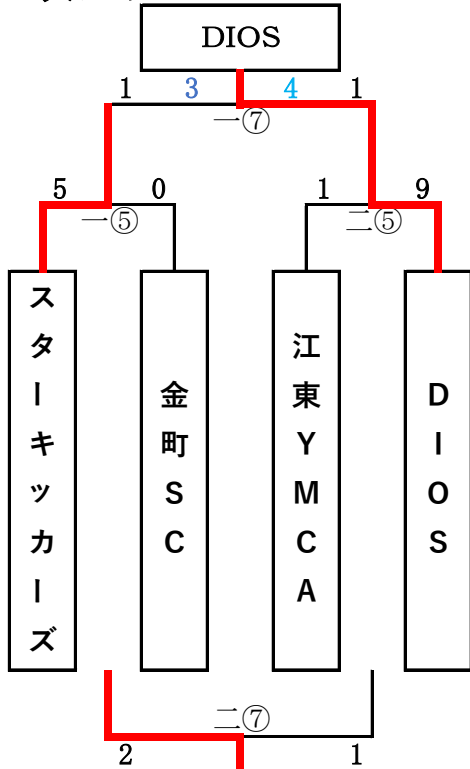 DIOS
1 3 4 1
一⑦
5 0 1 9
一⑤ 二⑤
スターキッカーズ
金町SC
江東YMCA
DIOS
二⑦
2 1